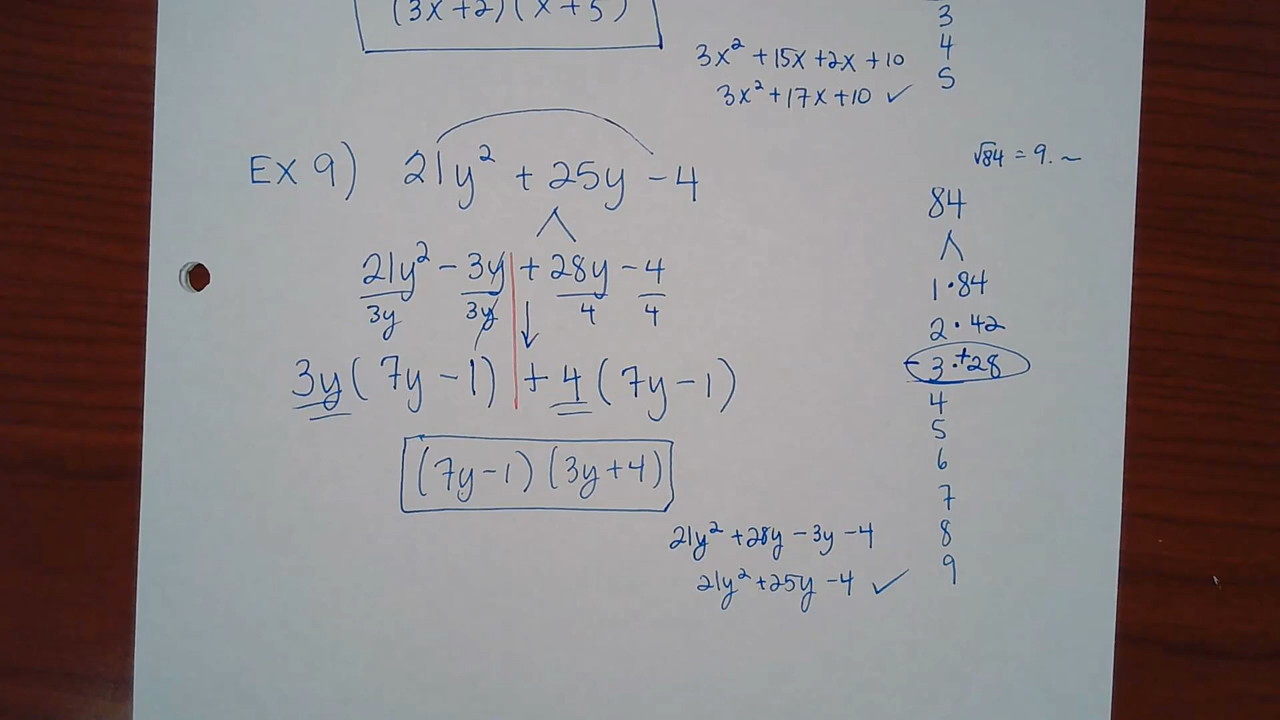 (3x+2)(x+5)
3x² + 15x + 2x + 10
3x² + 17x + 10 ✓
3
4
5
EX 9) 21y² + 25y - 4
21y² - 3y + 28y - 4
3y 3y 4 4
3y(7y - 1) + 4(7y - 1)
(7y - 1)(3y + 4)
21y² + 28y - 3y - 4
21y² + 25y - 4 ✓
√84 = 9.~
84
1·84
2·42
-3·+28
4
5
6
7
8
9